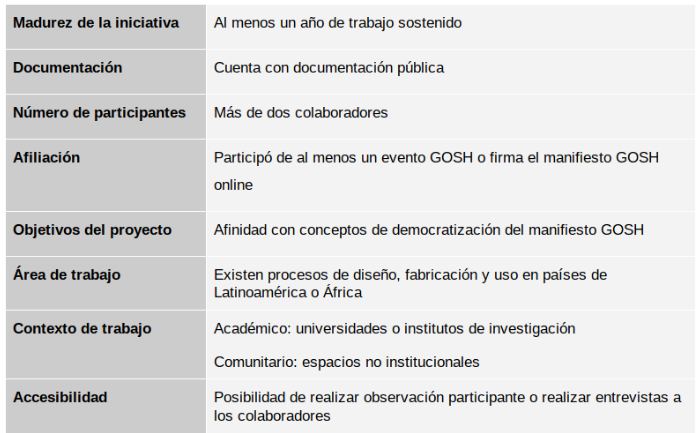 Madurez de la iniciativa Al menos un año de trabajo sostenido
Documentación Cuenta con documentación pública
Número de participantes Más de dos colaboradores
Afiliación Participó de al menos un evento GOSH o firma el manifiesto GOSH
online
Objetivos del proyecto Afinidad con conceptos de democratización del manifiesto GOSH
Área de trabajo Existen procesos de diseño, fabricación y uso en países de
Latinoamérica o África
Contexto de trabajo Académico: universidades o institutos de investigación
Comunitario: espacios no institucionales
Accesibilidad Posibilidad de realizar observación participante o realizar entrevistas a
los colaboradores